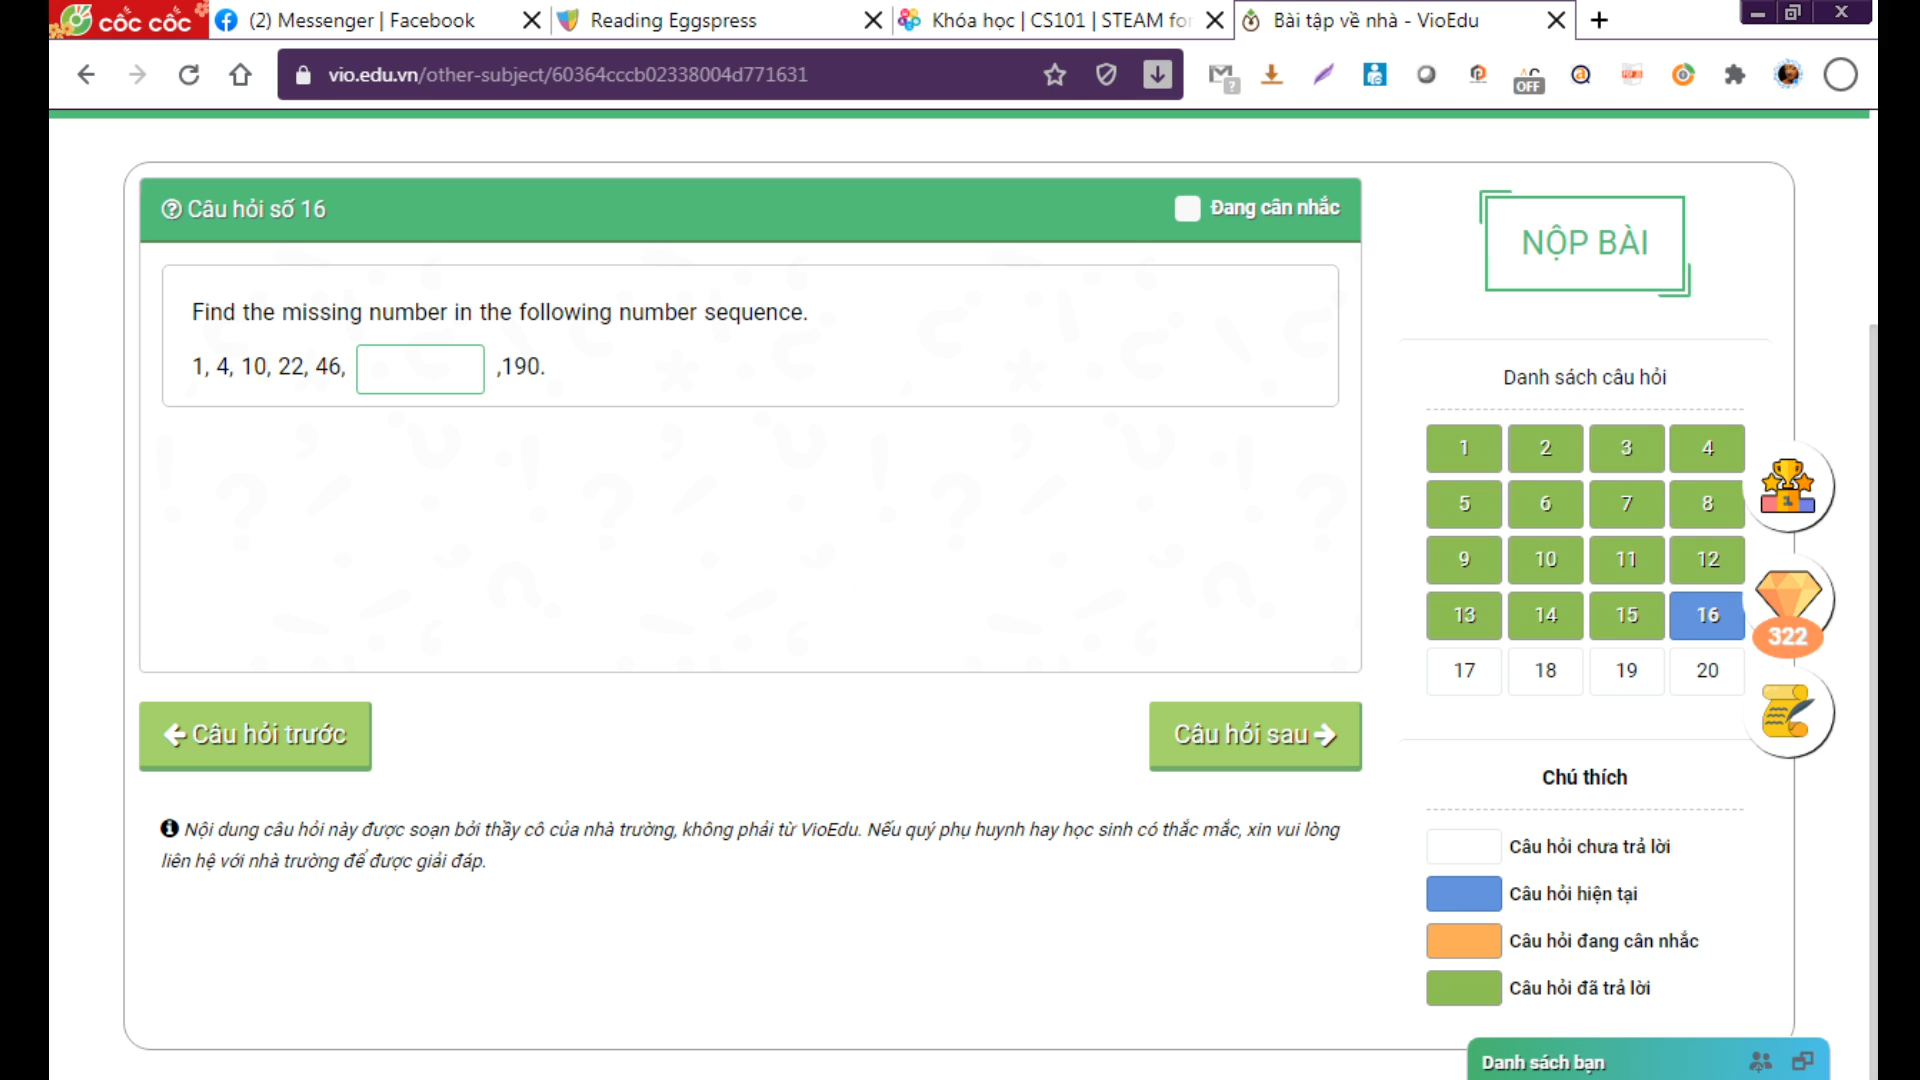 cốc cốc
(2) Messenger | Facebook
Reading Eggspress
Khóa học | CS101 | STEAM for
Bài tập về nhà - VioEdu
vio.edu.vn/other-subject/60364cccb02338004d771631
OFF
Câu hỏi số 16
Đang cân nhắc
NỘP BÀI
Find the missing number in the following number sequence.
1, 4, 10, 22, 46, ,190.
Danh sách câu hỏi
1 2 3 4
5 6 7 8
9 10 11 12
13 14 15 16
322
17 18 19 20
Câu hỏi trước
Câu hỏi sau
Chú thích
Nội dung câu hỏi này được soạn bởi thầy cô của nhà trường, không phải từ VioEdu. Nếu quý phụ huynh hay học sinh có thắc mắc, xin vui lòng
liên hệ với nhà trường để được giải đáp.
Câu hỏi chưa trả lời
Câu hỏi hiện tại
Câu hỏi đang cân nhắc
Câu hỏi đã trả lời
Danh sách bạn